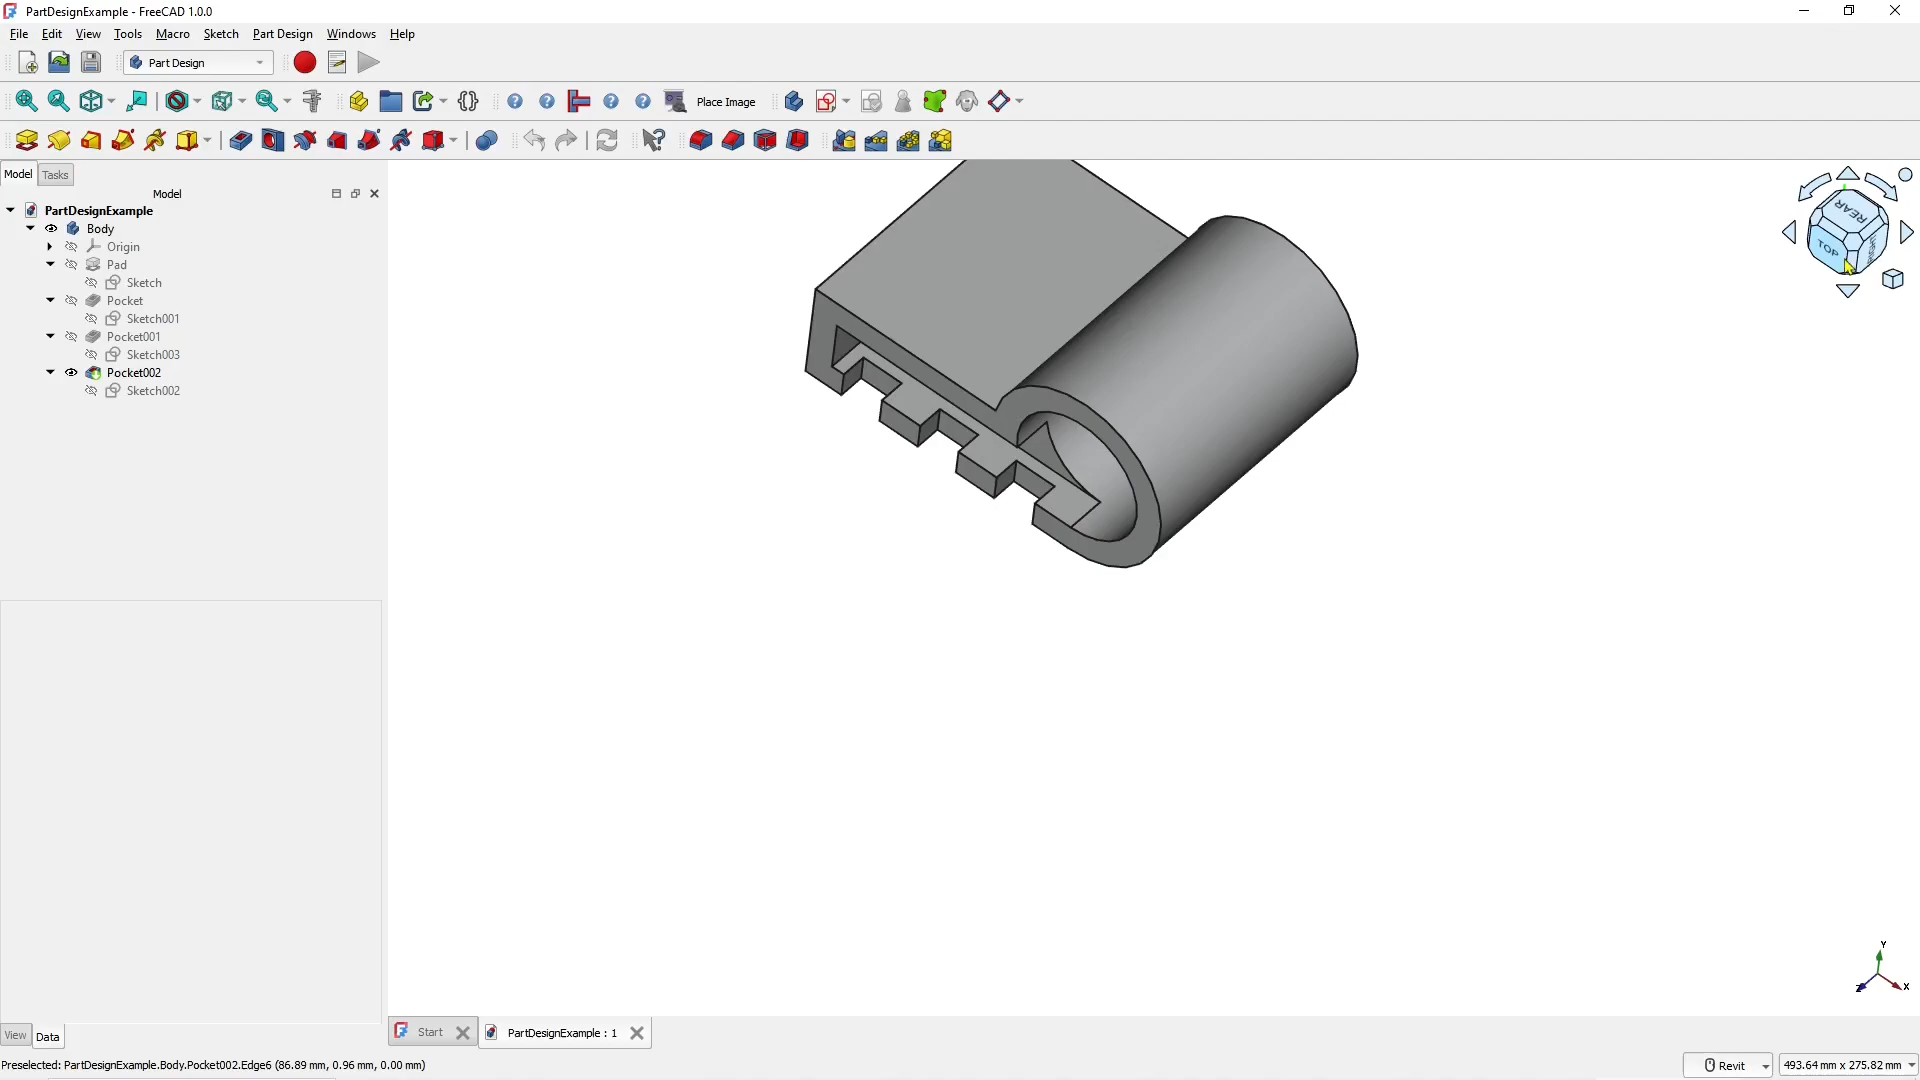 PartDesignExample - FreeCAD 1.0.0
File Edit View Tools Macro Sketch Part Design Windows Help
Part Design
Place Image
Model Tasks
Model
PartDesignExample
Body
Origin
Pad
Sketch
Pocket
Sketch001
Pocket001
Sketch003
Pocket002
Sketch002
REAR
TOP
RIGHT
Y
Z
X
View Data
Start
PartDesignExample : 1
Preselected: PartDesignExample.Body.Pocket002.Edge6 (86.89 mm, 0.96 mm, 0.00 mm)
Revit
493.64 mm x 275.82 mm